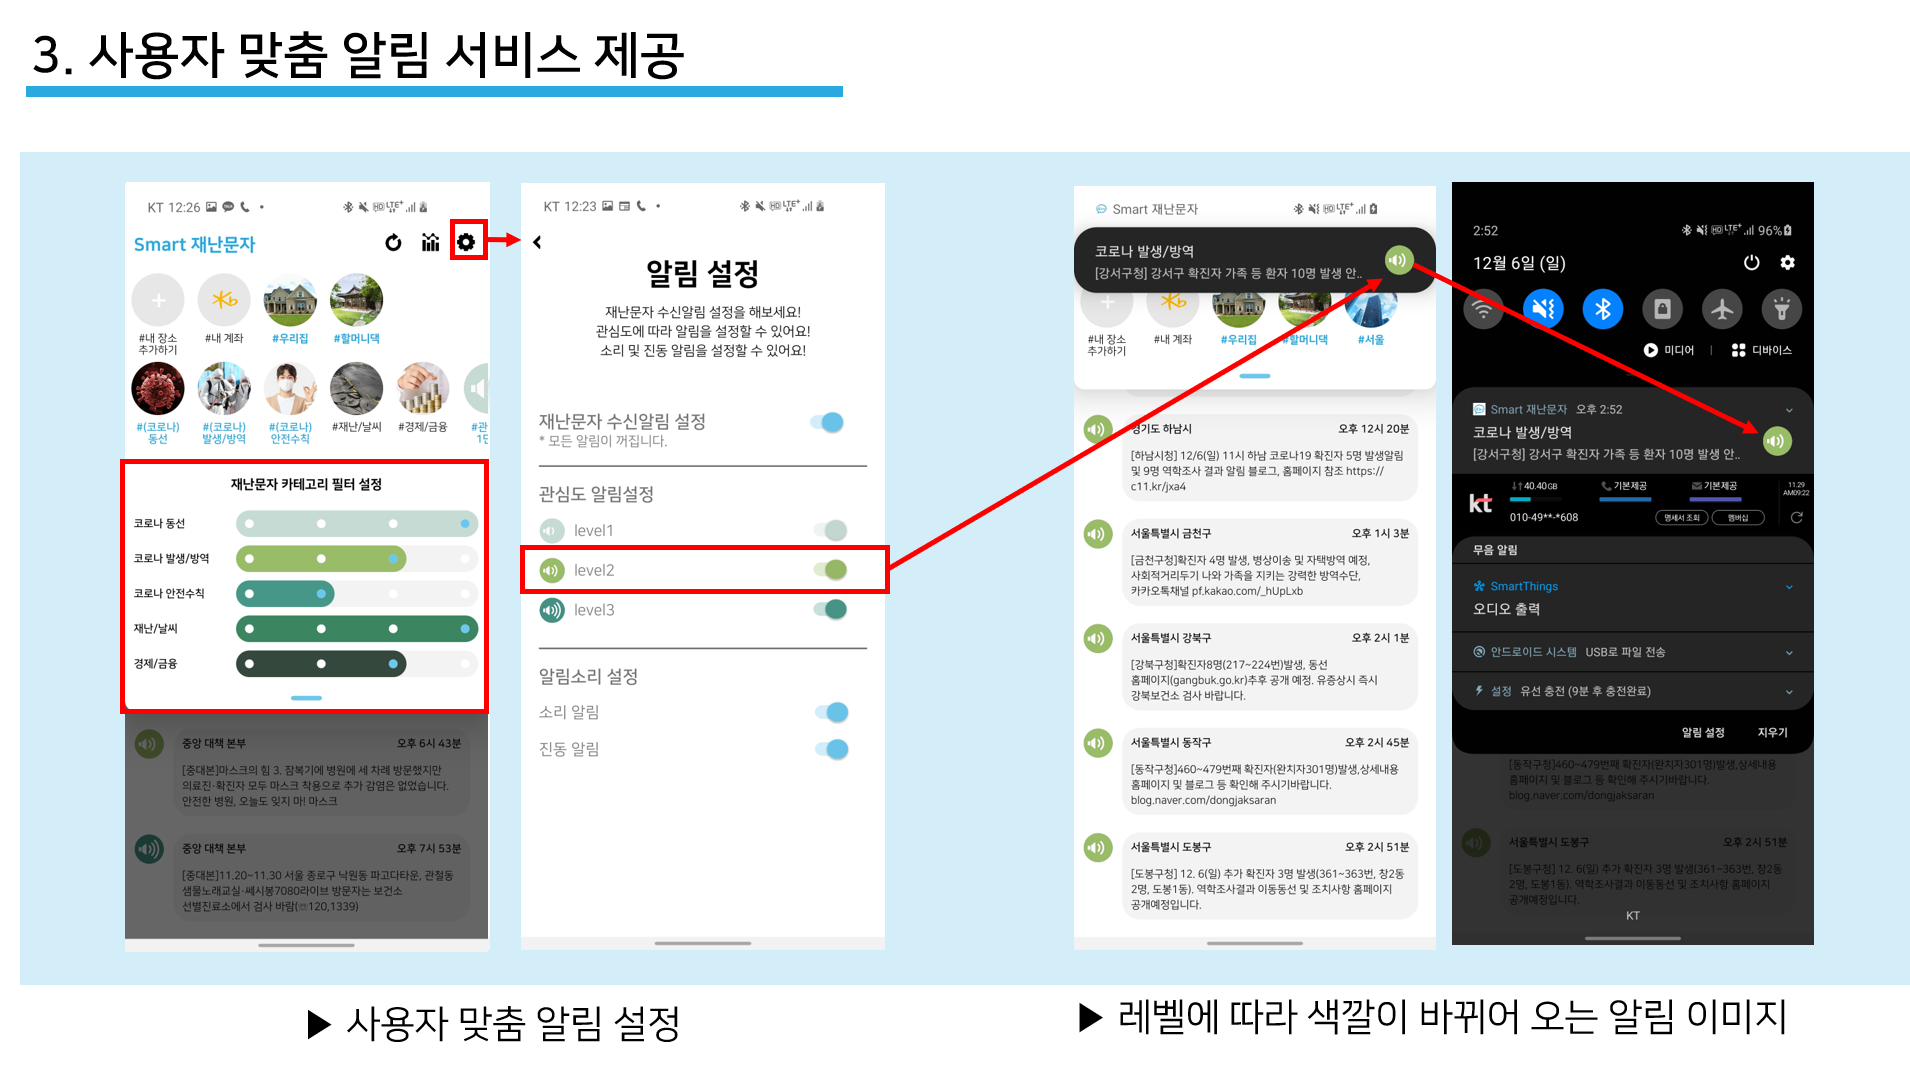 3. 사용자 맞춤 알림 서비스 제공
KT 12:26
Smart 재난문자
#내 장소
추가하기
#내 계좌
#우리집
#할머니댁
#(코로나)
동선
#(코로나)
발생/방역
#(코로나)
안전수칙
#재난/날씨
#경제/금융
재난문자 카테고리 필터 설정
코로나 동선
코로나 발생/방역
코로나 안전수칙
재난/날씨
경제/금융
중앙 대책 본부 오후 6시 43분
[중대본]마스크의 힘 3. 잠복기에 병원에 세 차례 방문했지만
의료진·확진자 모두 마스크 착용으로 추가 감염은 없었습니다.
안전한 병원, 오늘도 잊지 마! 마스크
중앙 대책 본부 오후 7시 53분
[중대본]11.20~11.30 서울 종로구 낙원동 파고다타운, 관철동
샘물노래교실·쎄시봉7080라이브 방문자는 보건소
선별진료소에서 검사 바람(☏120,1339)
KT 12:23
알림 설정
재난문자 수신알림 설정을 해보세요!
관심도에 따라 알림을 설정할 수 있어요!
소리 및 진동 알림을 설정할 수 있어요!
재난문자 수신알림 설정
* 모든 알림이 꺼집니다.
관심도 알림설정
level1
level2
level3
알림소리 설정
소리 알림
진동 알림
Smart 재난문자
코로나 발생/방역
[강서구청] 강서구 확진자 가족 등 환자 10명 발생 안..
#내 장소
추가하기
#내 계좌
#우리집
#할머니댁
#서울
경기도 하남시 오후 12시 20분
[하남시청] 12/6(일) 11시 하남 코로나19 확진자 5명 발생알림
및 9명 역학조사 결과 알림 블로그, 홈페이지 참조 https://
c11.kr/jxa4
서울특별시 금천구 오후 1시 3분
[금천구청]확진자 4명 발생, 병상이송 및 자택방역 예정,
사회적거리두기 나와 가족을 지키는 강력한 방역수단,
카카오톡채널 pf.kakao.com/_hUpLxb
서울특별시 강북구 오후 2시 1분
[강북구청]확진자8명(217~224번)발생, 동선
홈페이지(gangbuk.go.kr)추후 공개 예정. 유증상시 즉시
강북보건소 검사 바랍니다.
서울특별시 동작구 오후 2시 45분
[동작구청]460~479번째 확진자(완치자301명)발생,상세내용
홈페이지 및 블로그 등 확인해 주시기바랍니다.
blog.naver.com/dongjaksaran
서울특별시 도봉구 오후 2시 51분
[도봉구청] 12. 6(일) 추가 확진자 3명 발생(361~363번, 창2동
2명, 도봉1동). 역학조사결과 이동동선 및 조치사항 홈페이지
공개예정입니다.
2:52 96%
12월 6일 (일)
미디어 | 디바이스
Smart 재난문자 오후 2:52
코로나 발생/방역
[강서구청] 강서구 확진자 가족 등 환자 10명 발생 안..
kt
40.40GB 기본제공 기본제공
11.29
AM09:22
010-49**-*608 명세서 조회 멤버십
무음 알림
SmartThings
오디오 출력
안드로이드 시스템 USB로 파일 전송
설정 유선 충전 (9분 후 충전완료)
알림 설정 지우기
[동작구청]460~479번째 확진자(완치자301명)발생,상세내용
홈페이지 및 블로그 등 확인해 주시기바랍니다.
blog.naver.com/dongjaksaran
서울특별시 도봉구 오후 2시 51분
[도봉구청] 12. 6(일) 추가 확진자 3명 발생(361~363번, 창2동
2명, 도봉1동). 역학조사결과 이동동선 및 조치사항 홈페이지
공개예정입니다.
KT
▶ 사용자 맞춤 알림 설정
▶ 레벨에 따라 색깔이 바뀌어 오는 알림 이미지